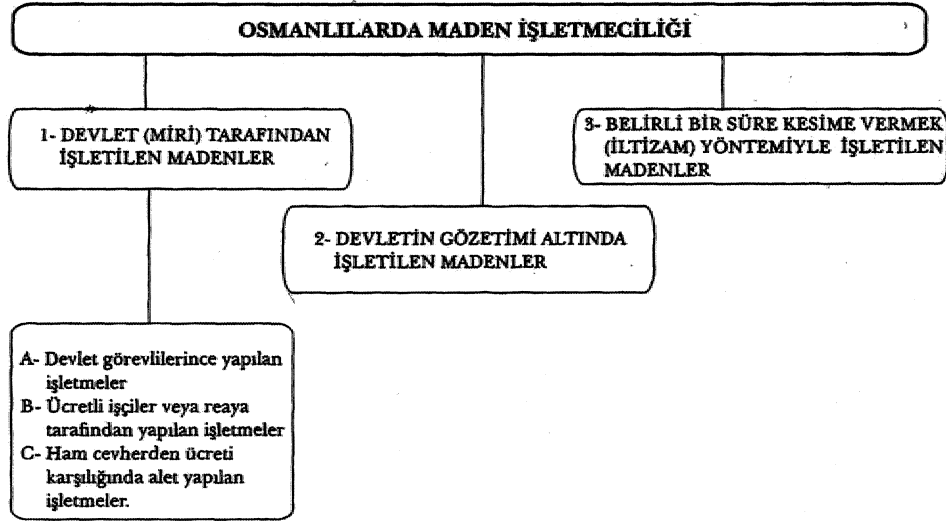 OSMANLILARDA MADEN İŞLETMECİLİĞİ
1- DEVLET (MİRİ) TARAFINDAN
İŞLETİLEN MADENLER
3- BELİRLİ BİR SÜRE KESİME VERMEK
(İLTİZAM) YÖNTEMİYLE İŞLETİLEN
MADENLER
2- DEVLETİN GÖZETİMİ ALTINDA
İŞLETİLEN MADENLER
A- Devlet görevlilerince yapılan
işletmeler
B- Ücretli işçiler veya reaya
tarafından yapılan işletmeler
C- Ham cevherden ücreti
karşılığında alet yapılan
işletmeler.